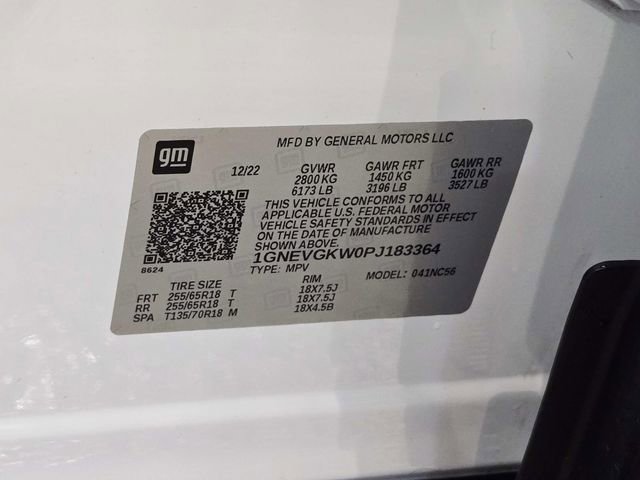 gm
MFD BY GENERAL MOTORS LLC
12/22 GVWR GAWR FRT GAWR RR
2800 KG 1450 KG 1600 KG
6173 LB 3196 LB 3527 LB
THIS VEHICLE CONFORMS TO ALL
APPLICABLE U.S. FEDERAL MOTOR
VEHICLE SAFETY STANDARDS IN EFFECT
ON THE DATE OF MANUFACTURE
SHOWN ABOVE.
1GNEVGKW0PJ183364
8624 TYPE: MPV MODEL: 041NC56
TIRE SIZE RIM
FRT 255/65R18 T 18X7.5J
RR 255/65R18 T 18X7.5J
SPA T135/70R18 M 18X4.5B